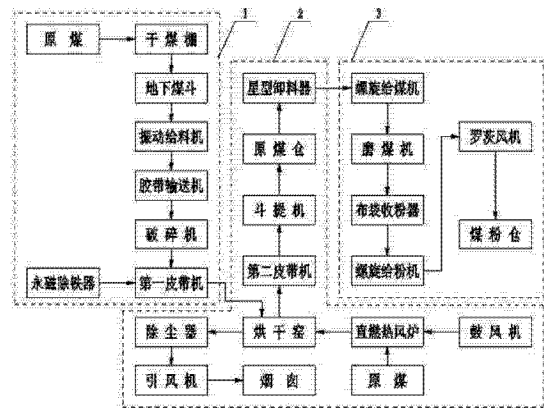 1
2
3
原煤
干煤棚
地下煤斗
振动给料机
胶带输送机
破碎机
永磁除铁器
第一皮带机
星型卸料器
原煤仓
斗提机
第二皮带机
螺旋给煤机
磨煤机
布袋收粉器
螺旋给粉机
罗茨风机
煤粉仓
除尘器
烘干窑
直燃热风炉
鼓风机
引风机
烟囱
原煤